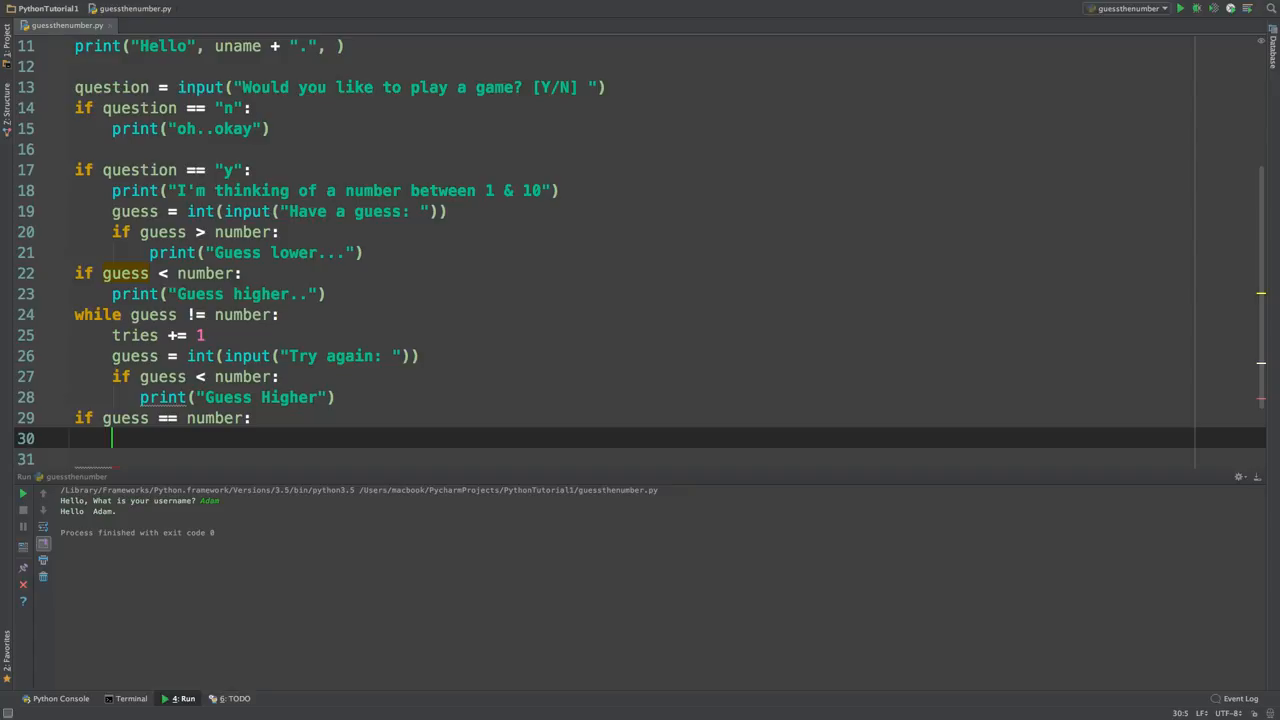 PythonTutorial1 guessthenumber.py guessthenumber
guessthenumber.py
1: Project
Z: Structure
Database
11 print("Hello", uname + ".", )
12
13 question = input("Would you like to play a game? [Y/N] ")
14 if question == "n":
15 print("oh..okay")
16
17 if question == "y":
18 print("I'm thinking of a number between 1 & 10")
19 guess = int(input("Have a guess: "))
20 if guess > number:
21 print("Guess lower...")
22 if guess < number:
23 print("Guess higher..")
24 while guess != number:
25 tries += 1
26 guess = int(input("Try again: "))
27 if guess < number:
28 print("Guess Higher")
29 if guess == number:
30
31
Run guessthenumber
/Library/Frameworks/Python.framework/Versions/3.5/bin/python3.5 /Users/macbook/PycharmProjects/PythonTutorial1/guessthenumber.py
Hello, What is your username? Adam
Hello  Adam.
Process finished with exit code 0
2: Favorites
Python Console Terminal 4: Run 6: TODO Event Log
30:5 LF÷ UTF-8÷